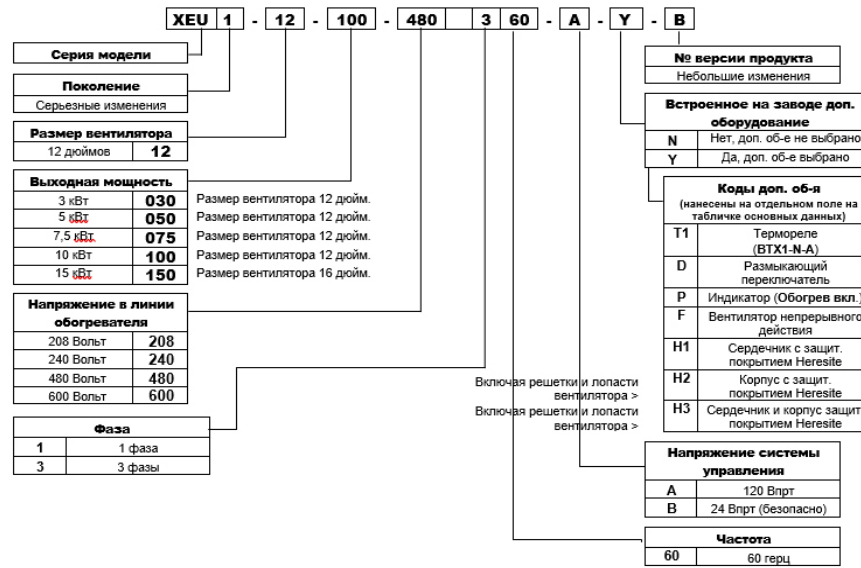 XEU 1 - 12 - 100 - 480 3 60 - A - Y - B
Серия модели
Поколение
Серьезные изменения
Размер вентилятора
12 дюймов 12
Выходная мощность
3 кВт 030 Размер вентилятора 12 дюйм.
5 кВт 050 Размер вентилятора 12 дюйм.
7,5 кВт 075 Размер вентилятора 12 дюйм.
10 кВт 100 Размер вентилятора 12 дюйм.
15 кВт 150 Размер вентилятора 16 дюйм.
Напряжение в линии
обогревателя
208 Вольт 208
240 Вольт 240
480 Вольт 480
600 Вольт 600
Фаза
1 1 фаза
3 3 фазы
№ версии продукта
Небольшие изменения
Встроенное на заводе доп.
оборудование
N Нет, доп. об-е не выбрано
Y Да, доп. об-е выбрано
Коды доп. об-я
(нанесены на отдельном поле на
табличке основных данных)
T1 Термореле
(BTX1-N-A)
D Размыкающий
переключатель
P Индикатор (Обогрев вкл.)
F Вентилятор непрерывного
действия
H1 Сердечник с защит.
покрытием Heresite
Включая решетки и лопасти
вентилятора >
H2 Корпус с защит.
покрытием Heresite
Включая решетки и лопасти
вентилятора >
H3 Сердечник и корпус защит.
покрытием Heresite
Напряжение системы
управления
A 120 Впрт
B 24 Впрт (безопасно)
Частота
60 60 герц